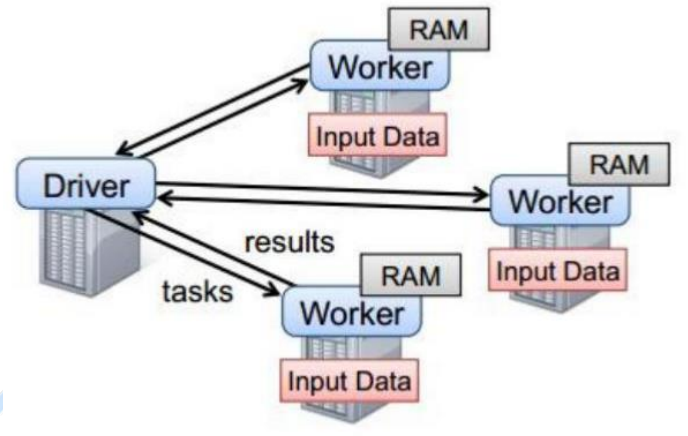 RAM
Worker
Input Data
RAM
Driver
Worker
results
Input Data
RAM
tasks
Worker
Input Data